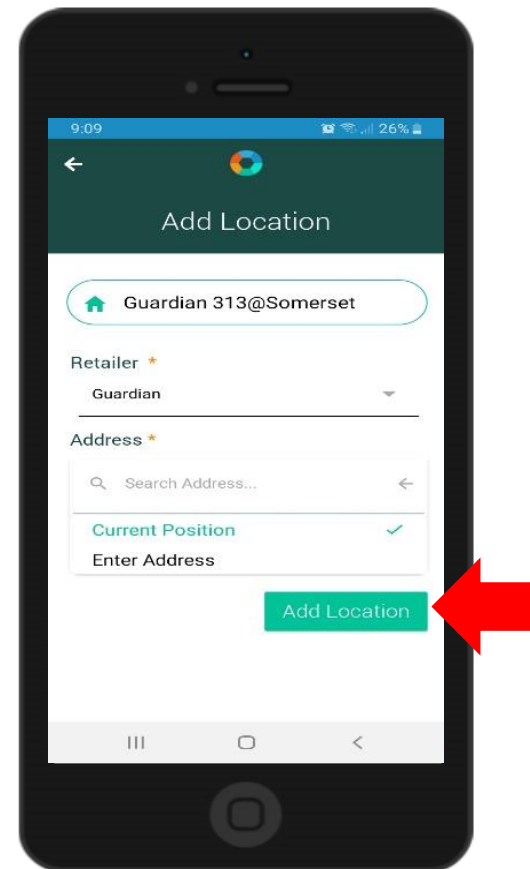 9:09 26%
Add Location
Guardian 313@Somerset
Retailer *
Guardian
Address *
Search Address...
Current Position
Enter Address
Add Location